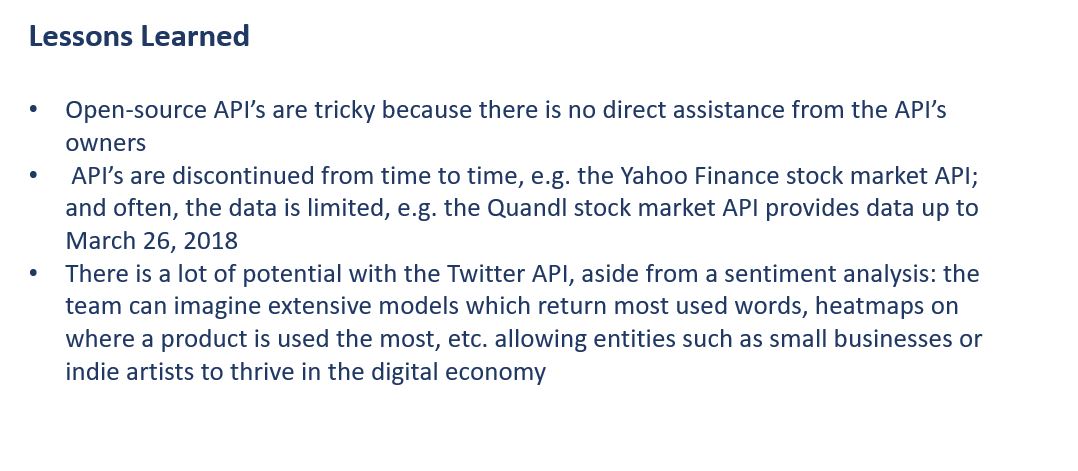 Lessons Learned
• Open-source API’s are tricky because there is no direct assistance from the API’s
owners
• API’s are discontinued from time to time, e.g. the Yahoo Finance stock market API;
and often, the data is limited, e.g. the Quandl stock market API provides data up to
March 26, 2018
• There is a lot of potential with the Twitter API, aside from a sentiment analysis: the
team can imagine extensive models which return most used words, heatmaps on
where a product is used the most, etc. allowing entities such as small businesses or
indie artists to thrive in the digital economy